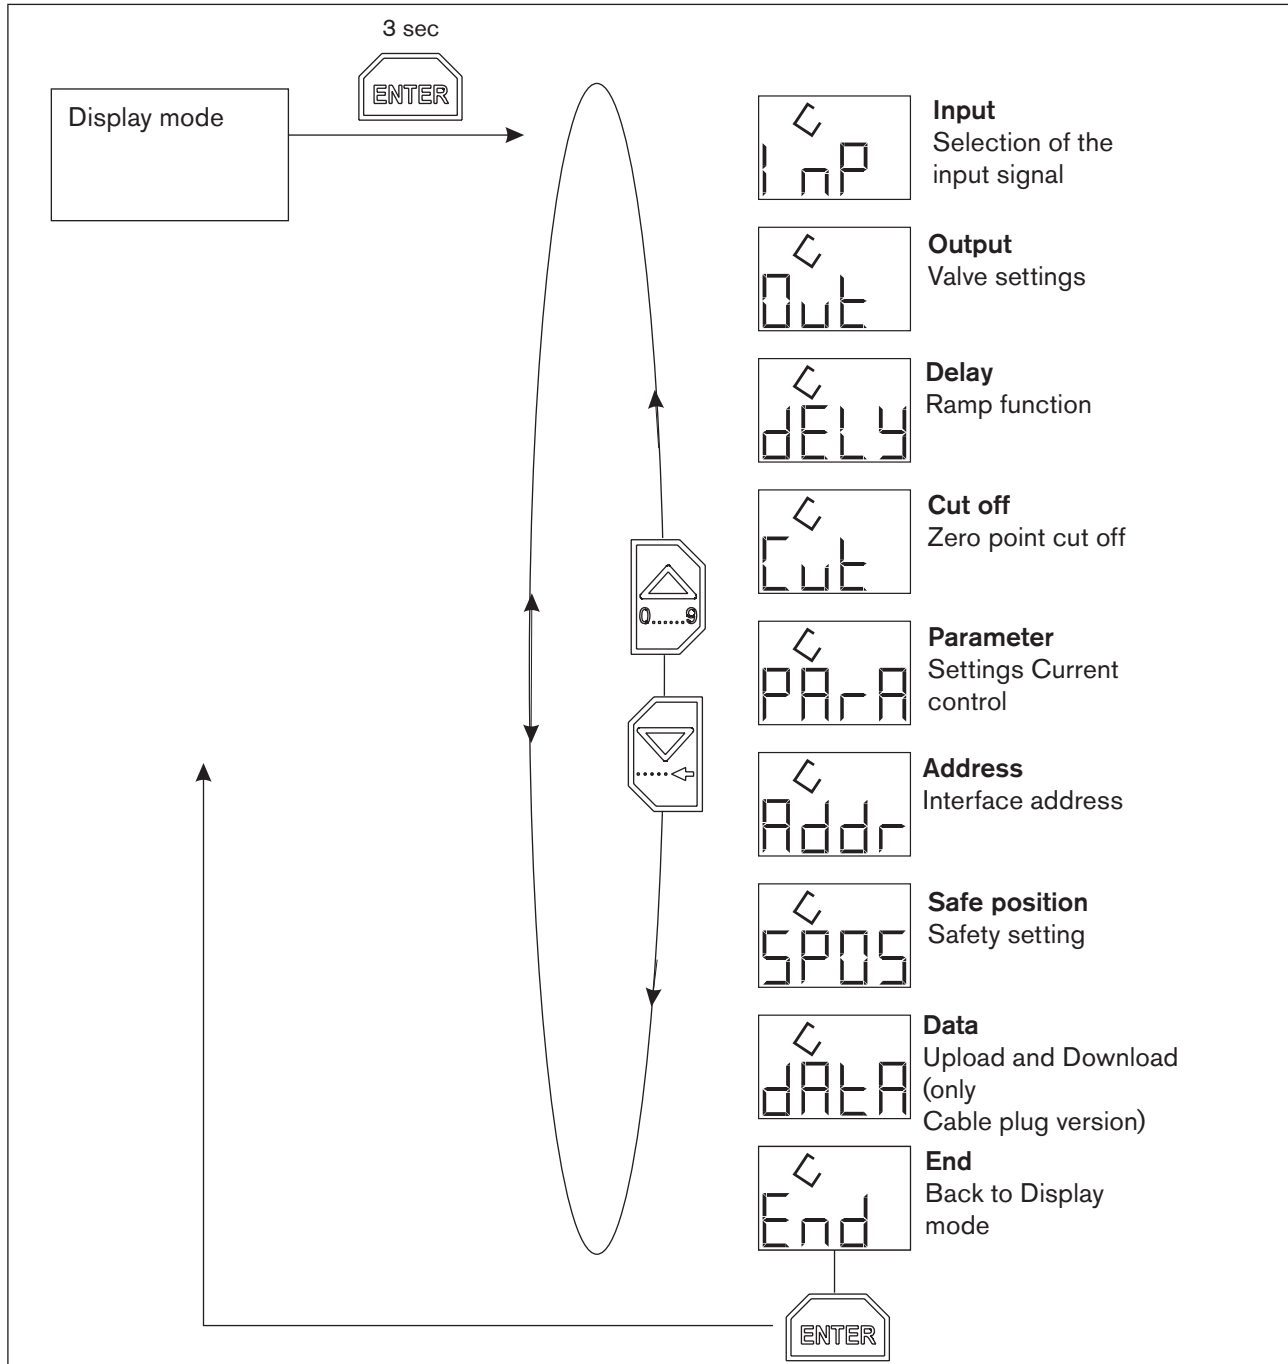 3 sec
ENTER
Display mode
InP
Input
Selection of the
input signal
Out
Output
Valve settings
dELY
Delay
Ramp function
Cut
Cut off
Zero point cut off
0......9
PArA
Parameter
Settings Current
control
Addr
Address
Interface address
SPOS
Safe position
Safety setting
dAtA
Data
Upload and Download
(only
Cable plug version)
End
End
Back to Display
mode
ENTER